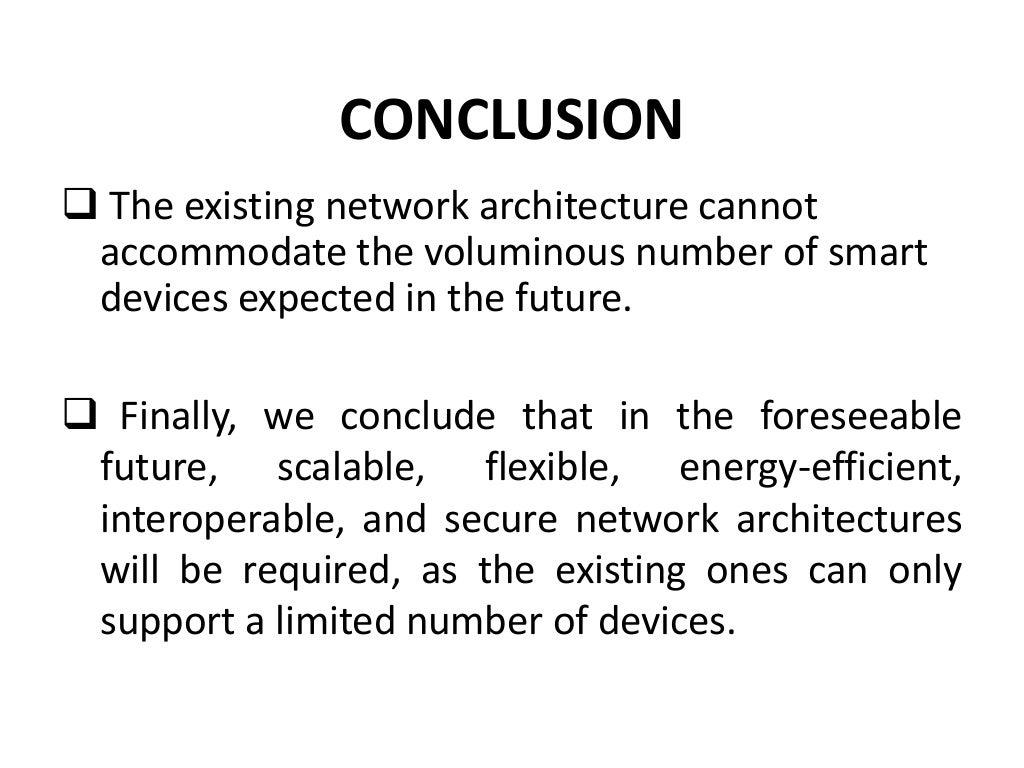 CONCLUSION
❑ The existing network architecture cannot
accommodate the voluminous number of smart
devices expected in the future.
❑ Finally, we conclude that in the foreseeable
future, scalable, flexible, energy-efficient,
interoperable, and secure network architectures
will be required, as the existing ones can only
support a limited number of devices.